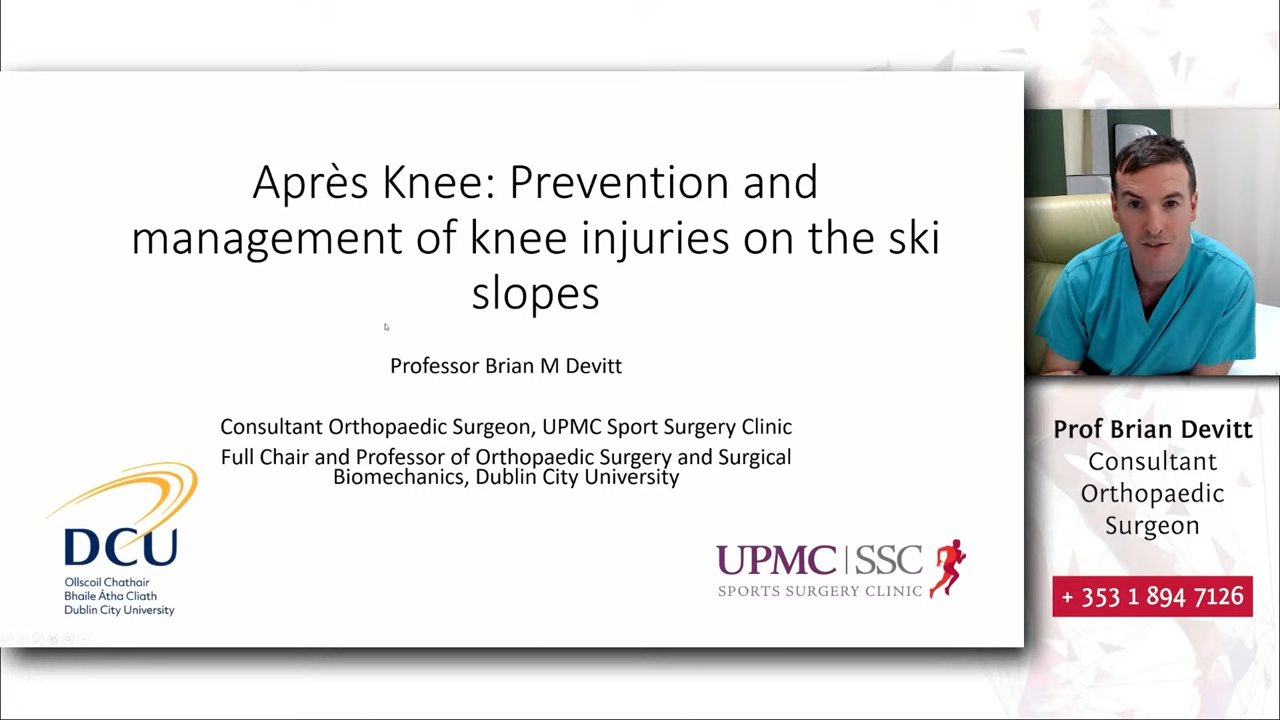 Après Knee: Prevention and
management of knee injuries on the ski
slopes
Professor Brian M Devitt
Consultant Orthopaedic Surgeon, UPMC Sport Surgery Clinic
Full Chair and Professor of Orthopaedic Surgery and Surgical
Biomechanics, Dublin City University
DCU
Ollscoil Chathair
Bhaile Átha Cliath
Dublin City University
UPMC | SSC
SPORTS SURGERY CLINIC
Prof Brian Devitt
Consultant
Orthopaedic
Surgeon
+ 353 1 894 7126